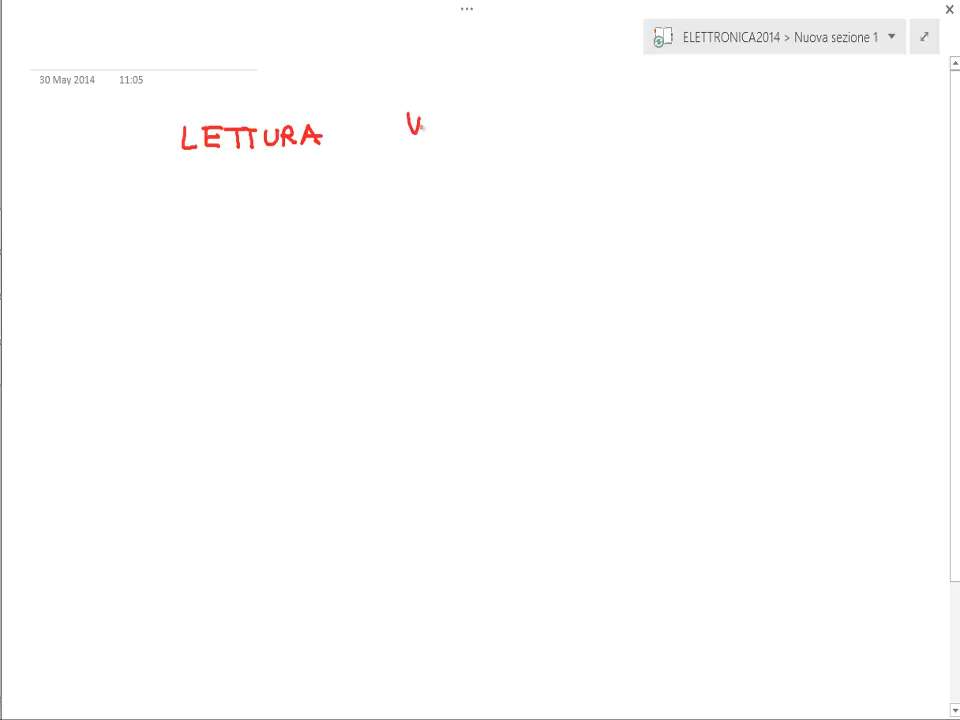 ...
ELETTRONICA2014 > Nuova sezione 1
30 May 2014 11:05
LETTURA V